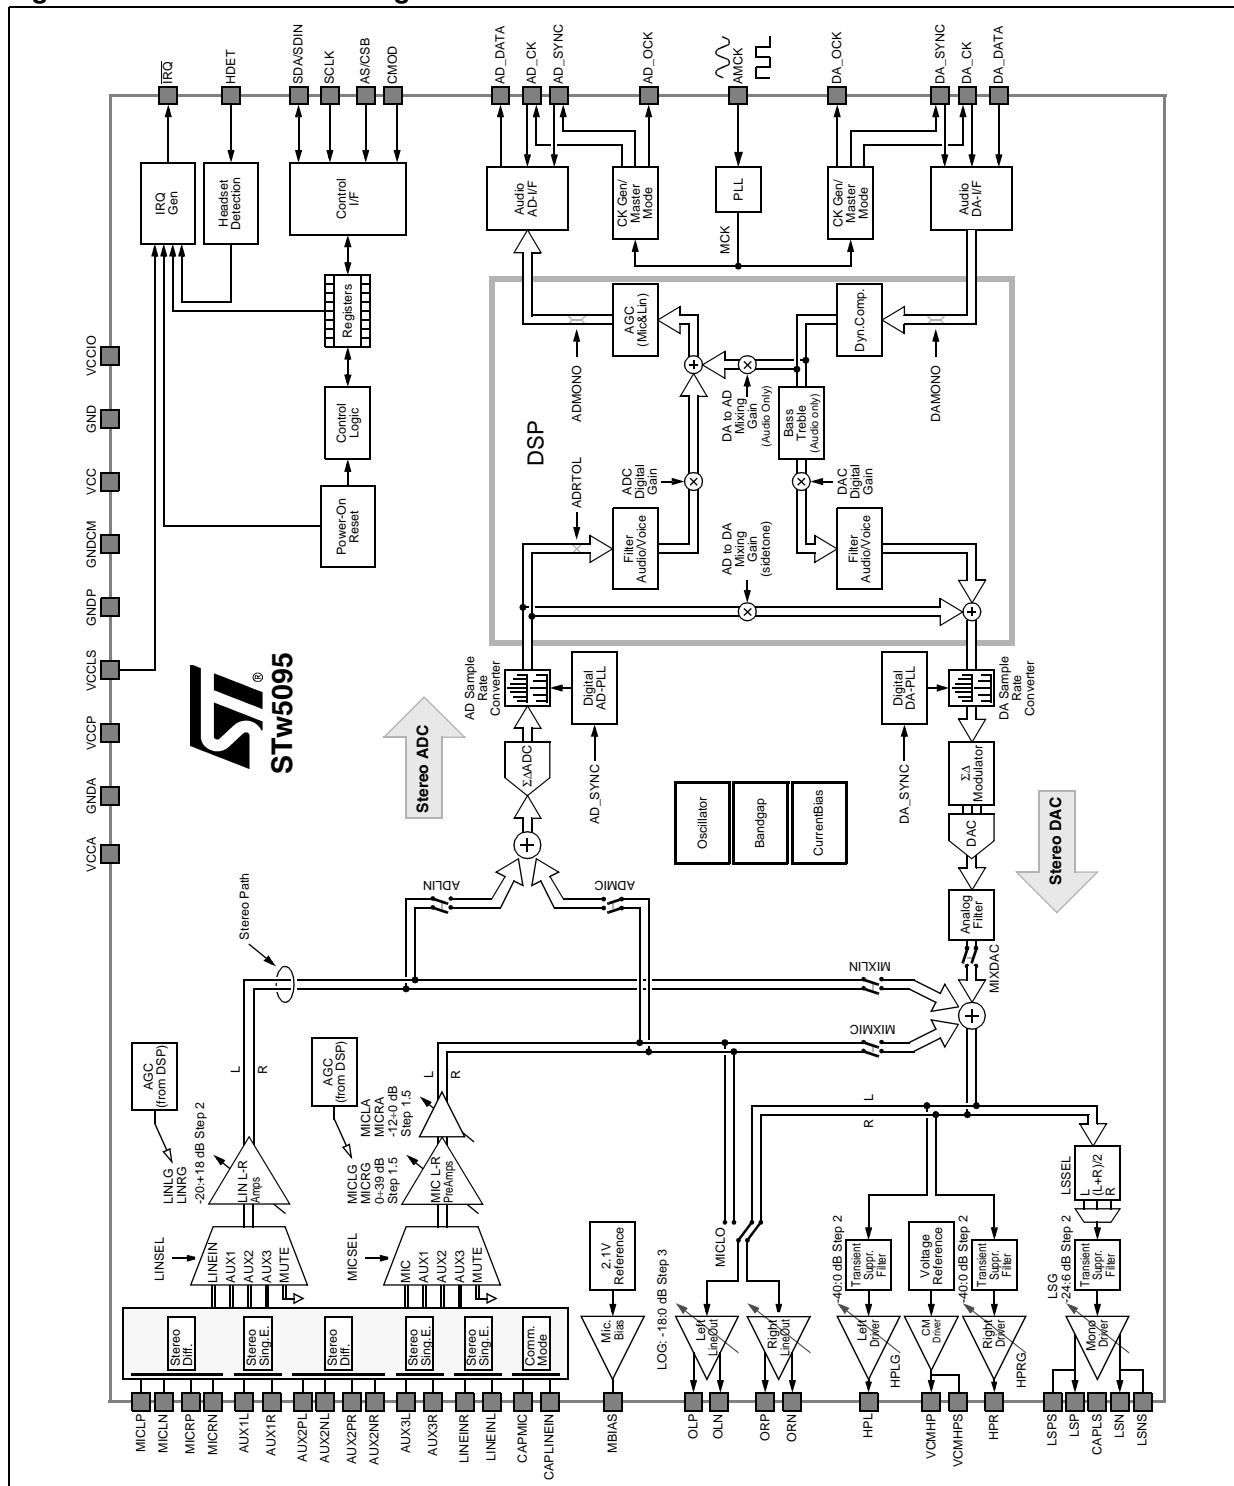 IRQ
HDET
SDA/SDIN
SCLK
AS/CSB
CMOD
AD_DATA
AD_CK
AD_SYNC
AD_OCK
AMCK
DA_OCK
DA_SYNC
DA_CK
DA_DATA
IRQ
Gen
Headset
Detection
Control
I/F
Audio
AD-I/F
CK Gen/
Master
Mode
PLL
MCK
CK Gen/
Master
Mode
Audio
DA-I/F
VCCIO
GND
VCC
GNDCM
GNDP
VCCLS
VCCP
GNDA
VCCA
Registers
Control
Logic
Power-On
Reset
ST®
STw5095
DSP
AGC
(Mic&Lin)
Dyn.Comp.
ADMONO
DA to AD
Mixing
Gain
(Audio Only)
Bass
Treble
(Audio only)
DAMONO
ADRTOL
ADC
Digital
Gain
DAC
Digital
Gain
Filter
Audio/Voice
AD to DA
Mixing
Gain
(sidetone)
Filter
Audio/Voice
AD Sample
Rate
Converter
Digital
AD-PLL
Digital
DA-PLL
DA Sample
Rate
Converter
Stereo ADC
ΣΔADC
AD_SYNC
DA_SYNC
ΣΔ
Modulator
Oscillator
Bandgap
CurrentBias
DAC
Stereo DAC
Analog
Filter
Stereo Path
ADLIN
ADMIC
MIXLIN
MIXDAC
MIXMIC
AGC
(from DSP)
L
R
AGC
(from DSP)
L
R
LINLG
LINRG
-20:+18 dB Step 2
LIN L-R
Amps
MICLG
MICRG
0÷39 dB
Step 1.5
MIC L-R
PreAmps
MICLA
MICRA
-12÷0 dB
Step 1.5
L
R
LINSEL
LINEIN
AUX1
AUX2
AUX3
MUTE
MICSEL
MIC
AUX1
AUX2
AUX3
MUTE
2.1V
Reference
MICLO
LSSEL
L
(L+R)/2
R
LOG: -18:0 dB Step 3
-40:0 dB Step 2
Transient
Suppr.
Filter
Voltage
Reference
-40:0 dB Step 2
Transient
Suppr.
Filter
LSG
-24:6 dB Step 2
Transient
Suppr.
Filter
Stereo
Diff.
Stereo
Sing.E.
Stereo
Diff.
Stereo
Sing.E.
Stereo
Sing.E.
Comm.
Mode
Mic.
Bias
Left
LineOut
Right
LineOut
Left
Driver
HPLG
CM
Driver
Right
Driver
HPRG
Mono
Driver
MICLP
MICLN
MICRP
MICRN
AUX1L
AUX1R
AUX2PL
AUX2NL
AUX2PR
AUX2NR
AUX3L
AUX3R
LINEINR
LINEINL
CAPMIC
CAPLINEIN
MBIAS
OLP
OLN
ORP
ORN
HPL
VCMHP
VCMHPS
HPR
LSPS
LSP
CAPLS
LSN
LSNS